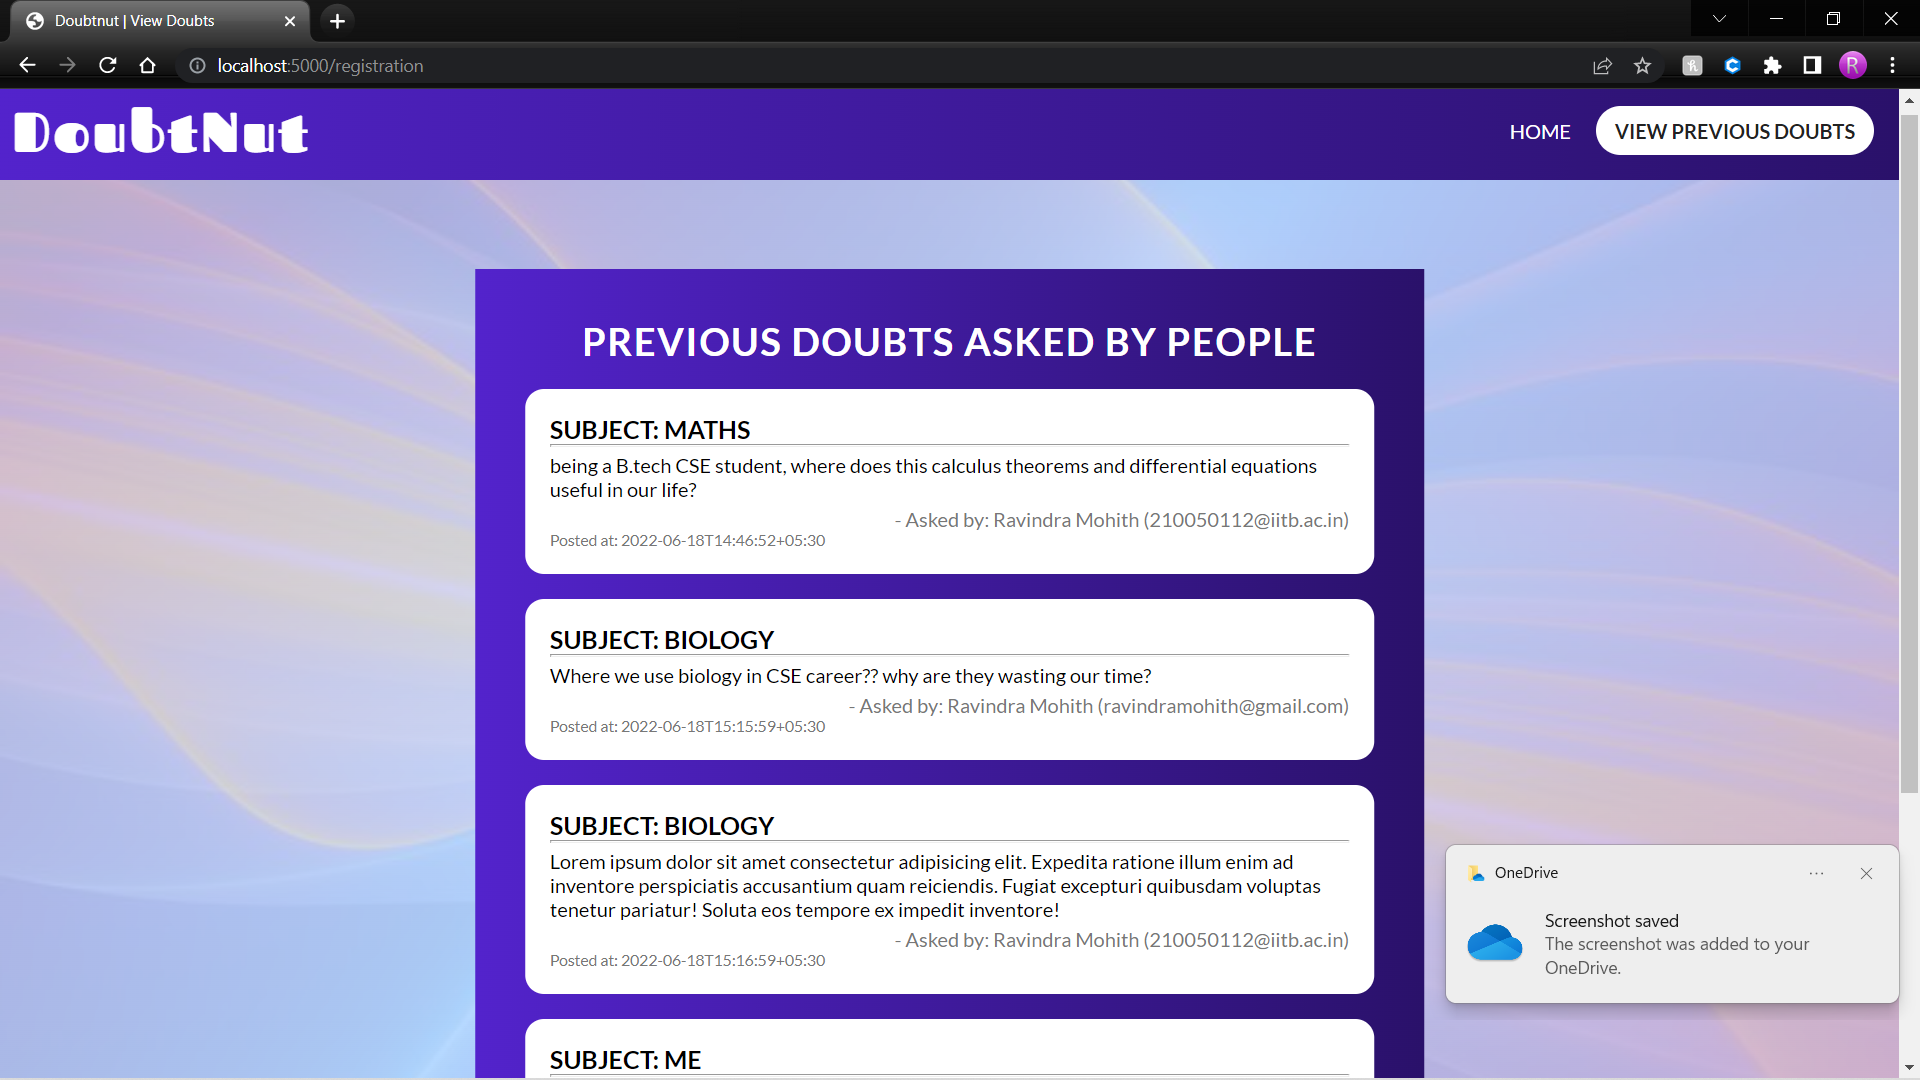 Doubtnut | View Doubts
localhost:5000/registration
R
DoubtNut
HOME
VIEW PREVIOUS DOUBTS
PREVIOUS DOUBTS ASKED BY PEOPLE
SUBJECT: MATHS
being a B.tech CSE student, where does this calculus theorems and differential equations
useful in our life?
- Asked by: Ravindra Mohith (210050112@iitb.ac.in)
Posted at: 2022-06-18T14:46:52+05:30
SUBJECT: BIOLOGY
Where we use biology in CSE career?? why are they wasting our time?
- Asked by: Ravindra Mohith (ravindramohith@gmail.com)
Posted at: 2022-06-18T15:15:59+05:30
SUBJECT: BIOLOGY
Lorem ipsum dolor sit amet consectetur adipisicing elit. Expedita ratione illum enim ad
inventore perspiciatis accusantium quam reiciendis. Fugiat excepturi quibusdam voluptas
tenetur pariatur! Soluta eos tempore ex impedit inventore!
- Asked by: Ravindra Mohith (210050112@iitb.ac.in)
Posted at: 2022-06-18T15:16:59+05:30
SUBJECT: ME
OneDrive
Screenshot saved
The screenshot was added to your
OneDrive.